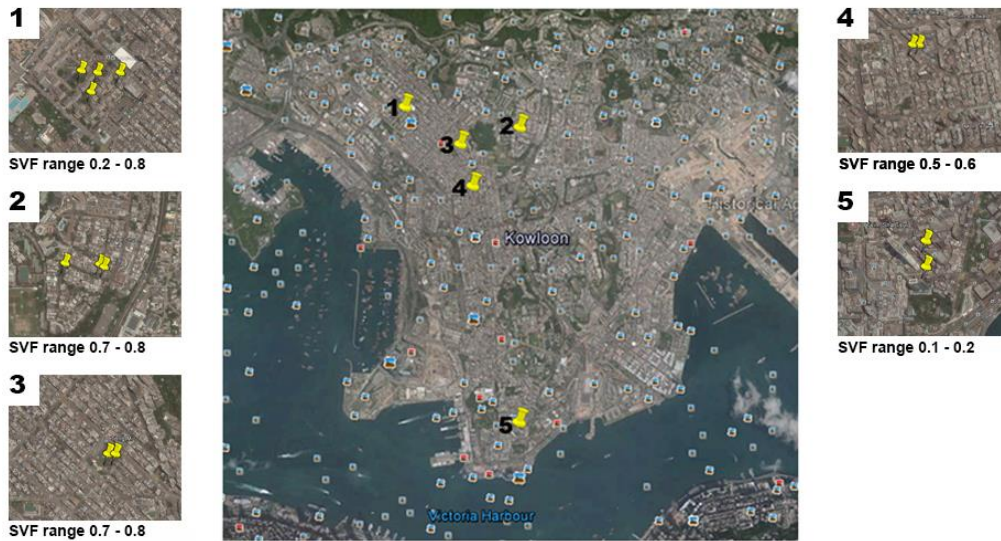 1
SVF range 0.2 - 0.8
2
SVF range 0.7 - 0.8
3
SVF range 0.7 - 0.8
1
2
3
4
Kowloon
5
Victoria Harbour
4
SVF range 0.5 - 0.6
5
SVF range 0.1 - 0.2